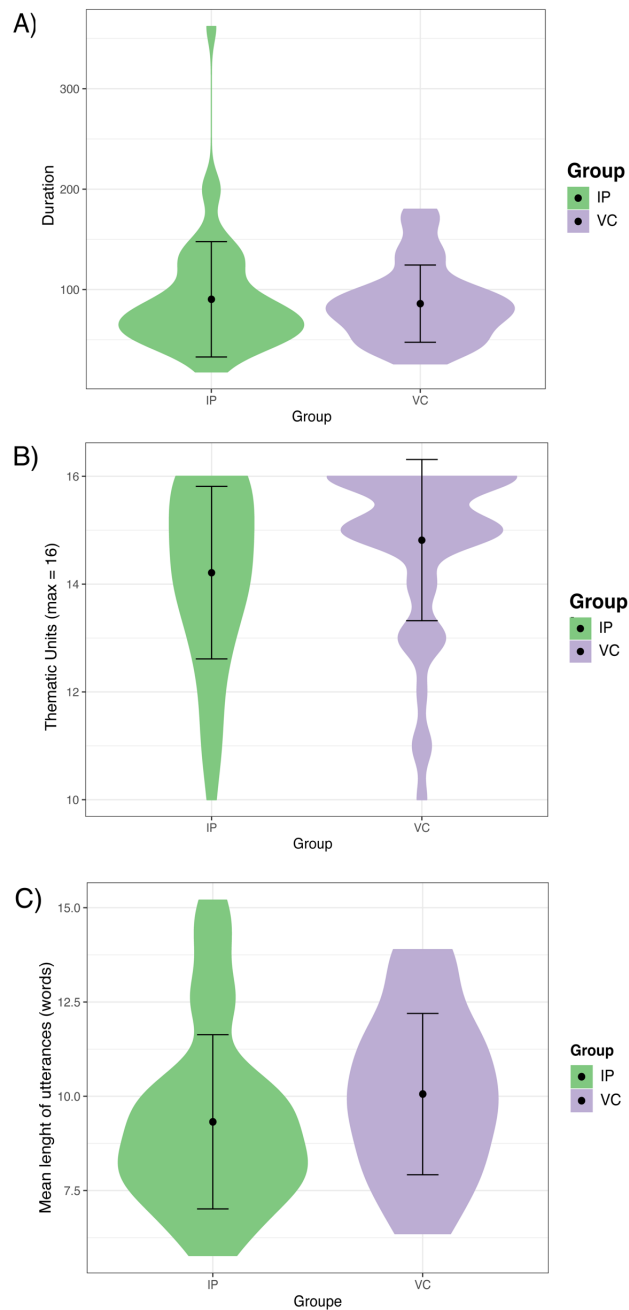 A)
Duration
300
200
100
IP
VC
Group
Group
IP
VC
B)
Thematic Units (max = 16)
16
14
12
10
IP
VC
Group
Group
IP
VC
C)
Mean lenght of utterances (words)
15.0
12.5
10.0
7.5
IP
VC
Groupe
Group
IP
VC